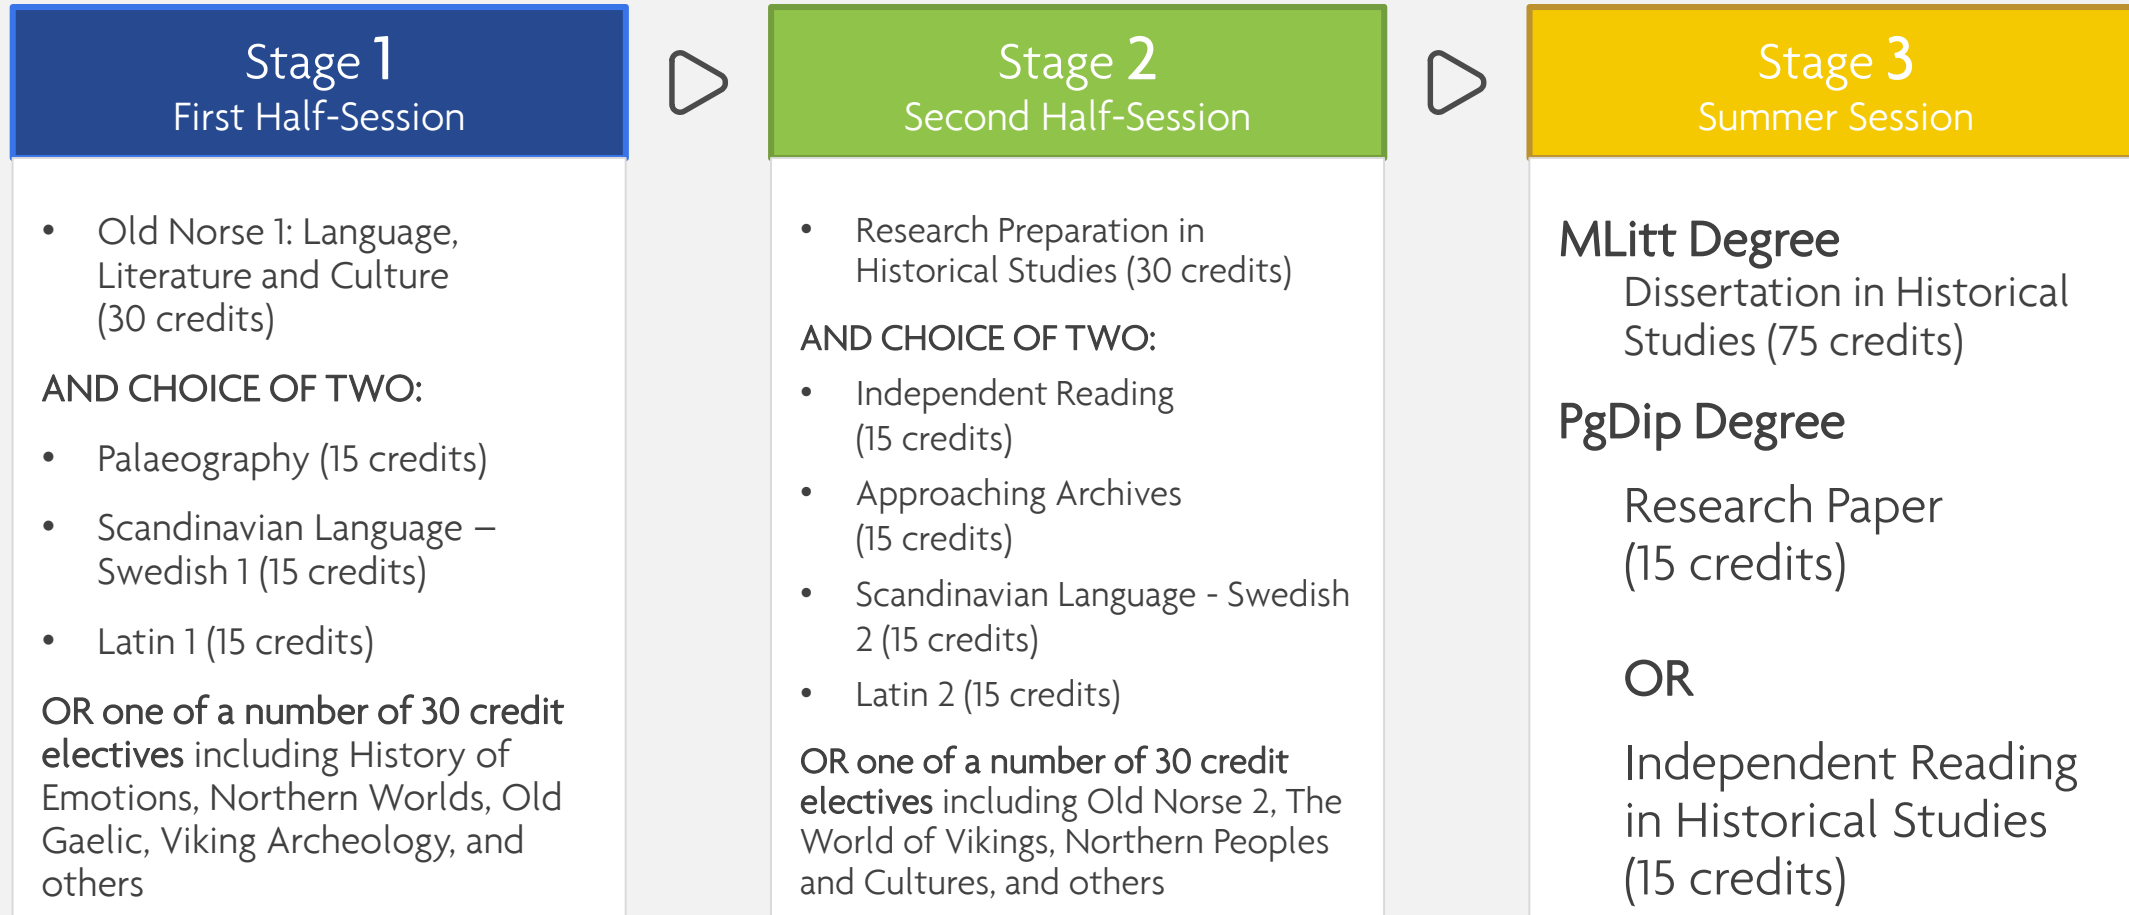 Stage 1
First Half-Session
• Old Norse 1: Language,
Literature and Culture
(30 credits)
AND CHOICE OF TWO:
• Palaeography (15 credits)
• Scandinavian Language –
Swedish 1 (15 credits)
• Latin 1 (15 credits)
OR one of a number of 30 credit
electives including History of
Emotions, Northern Worlds, Old
Gaelic, Viking Archeology, and
others
Stage 2
Second Half-Session
• Research Preparation in
Historical Studies (30 credits)
AND CHOICE OF TWO:
• Independent Reading
(15 credits)
• Approaching Archives
(15 credits)
• Scandinavian Language - Swedish
2 (15 credits)
• Latin 2 (15 credits)
OR one of a number of 30 credit
electives including Old Norse 2, The
World of Vikings, Northern Peoples
and Cultures, and others
Stage 3
Summer Session
MLitt Degree
Dissertation in Historical
Studies (75 credits)
PgDip Degree
Research Paper
(15 credits)
OR
Independent Reading
in Historical Studies
(15 credits)